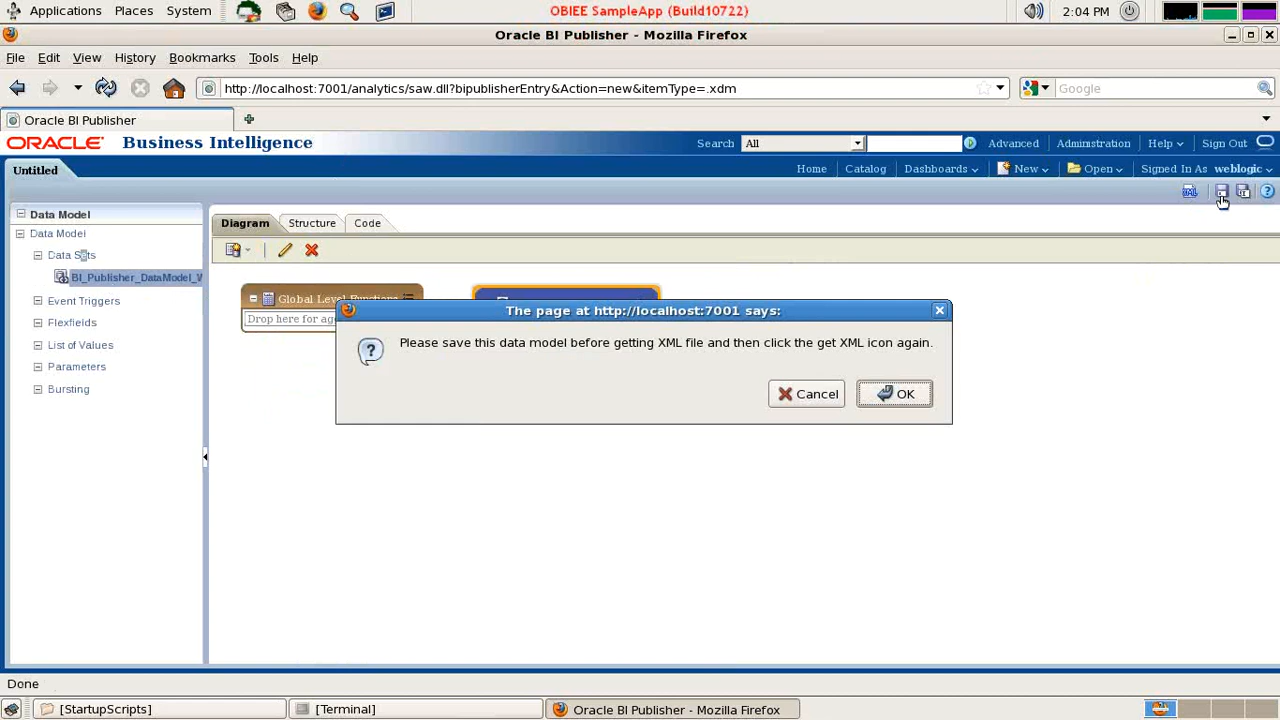 Applications Places System OBIEE SampleApp (Build10722) 2:04 PM
Oracle BI Publisher - Mozilla Firefox
File Edit View History Bookmarks Tools Help
http://localhost:7001/analytics/saw.dll?bipublisherEntry&Action=new&itemType=.xdm Google
Oracle BI Publisher
ORACLE Business Intelligence Search All Advanced Administration Help Sign Out
Untitled Home Catalog Dashboards New Open Signed In As weblogic
XML
Data Model Diagram Structure Code
Data Model
Data Sets
BI_Publisher_DataModel_W
Event Triggers
Flexfields
List of Values
Parameters
Bursting
Global Level Functions
Drop here for ag
The page at http://localhost:7001 says:
Please save this data model before getting XML file and then click the get XML icon again.
Cancel OK
Done
[StartupScripts] [Terminal] Oracle BI Publisher - Mozilla Firefox